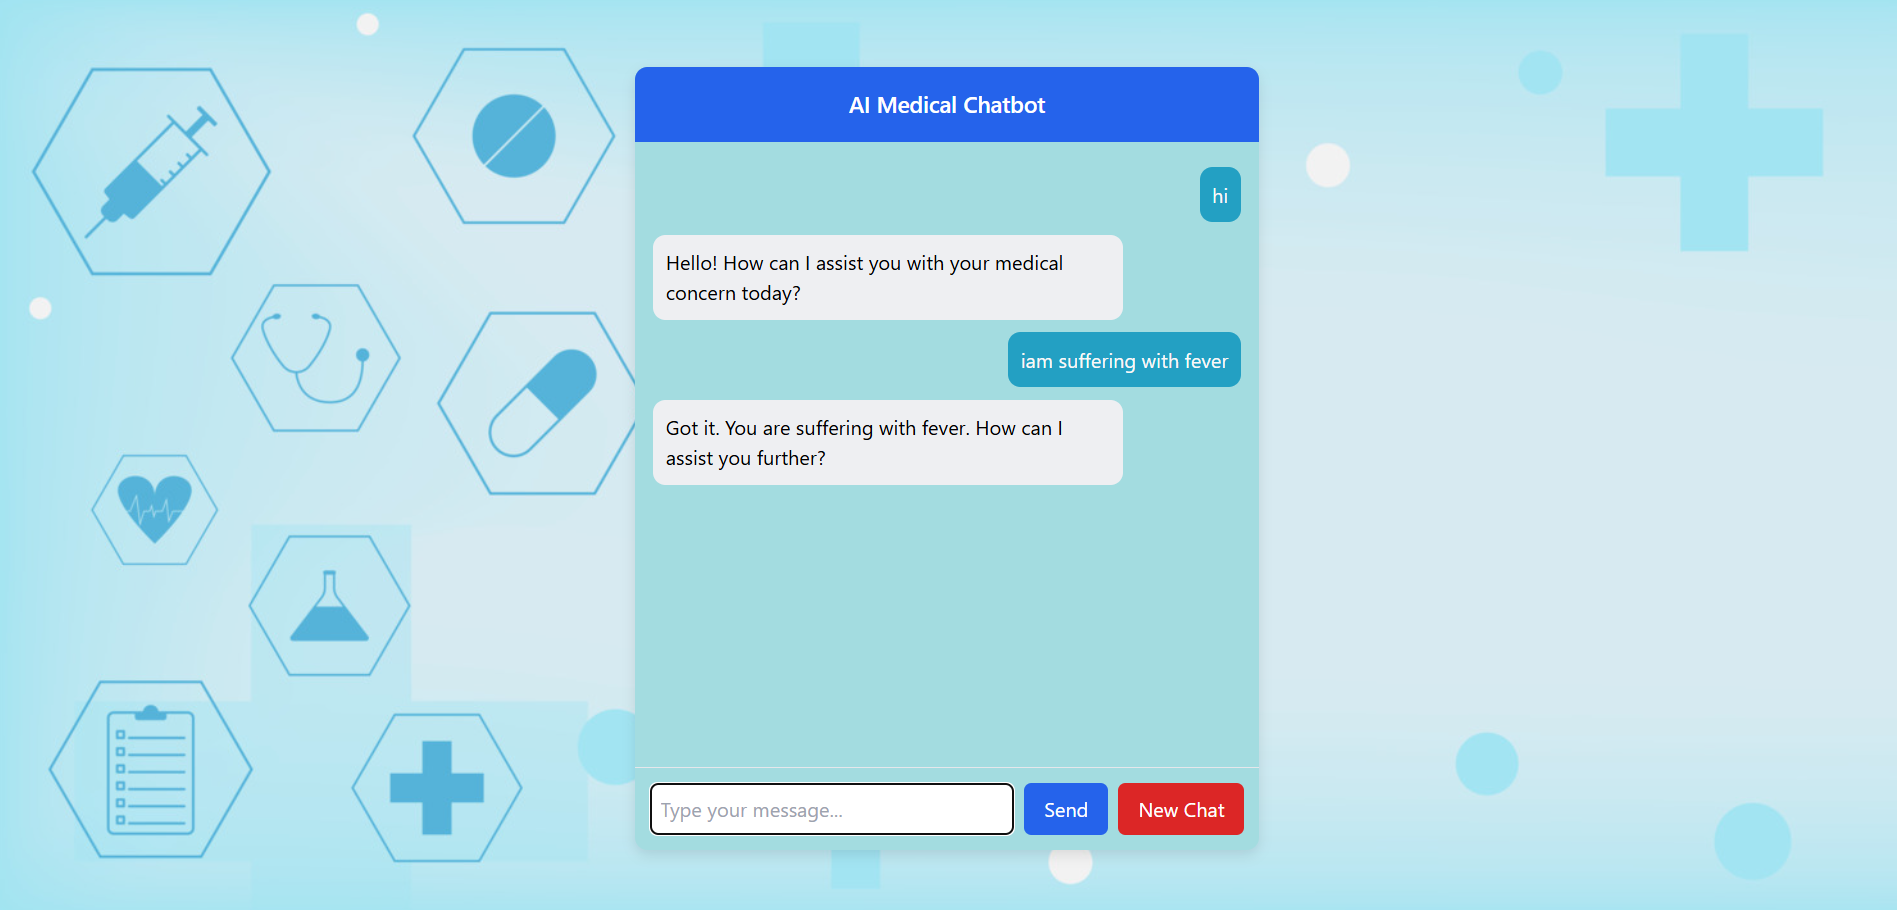 AI Medical Chatbot
hi
Hello! How can I assist you with your medical
concern today?
iam suffering with fever
Got it. You are suffering with fever. How can I
assist you further?
Type your message...
Send
New Chat